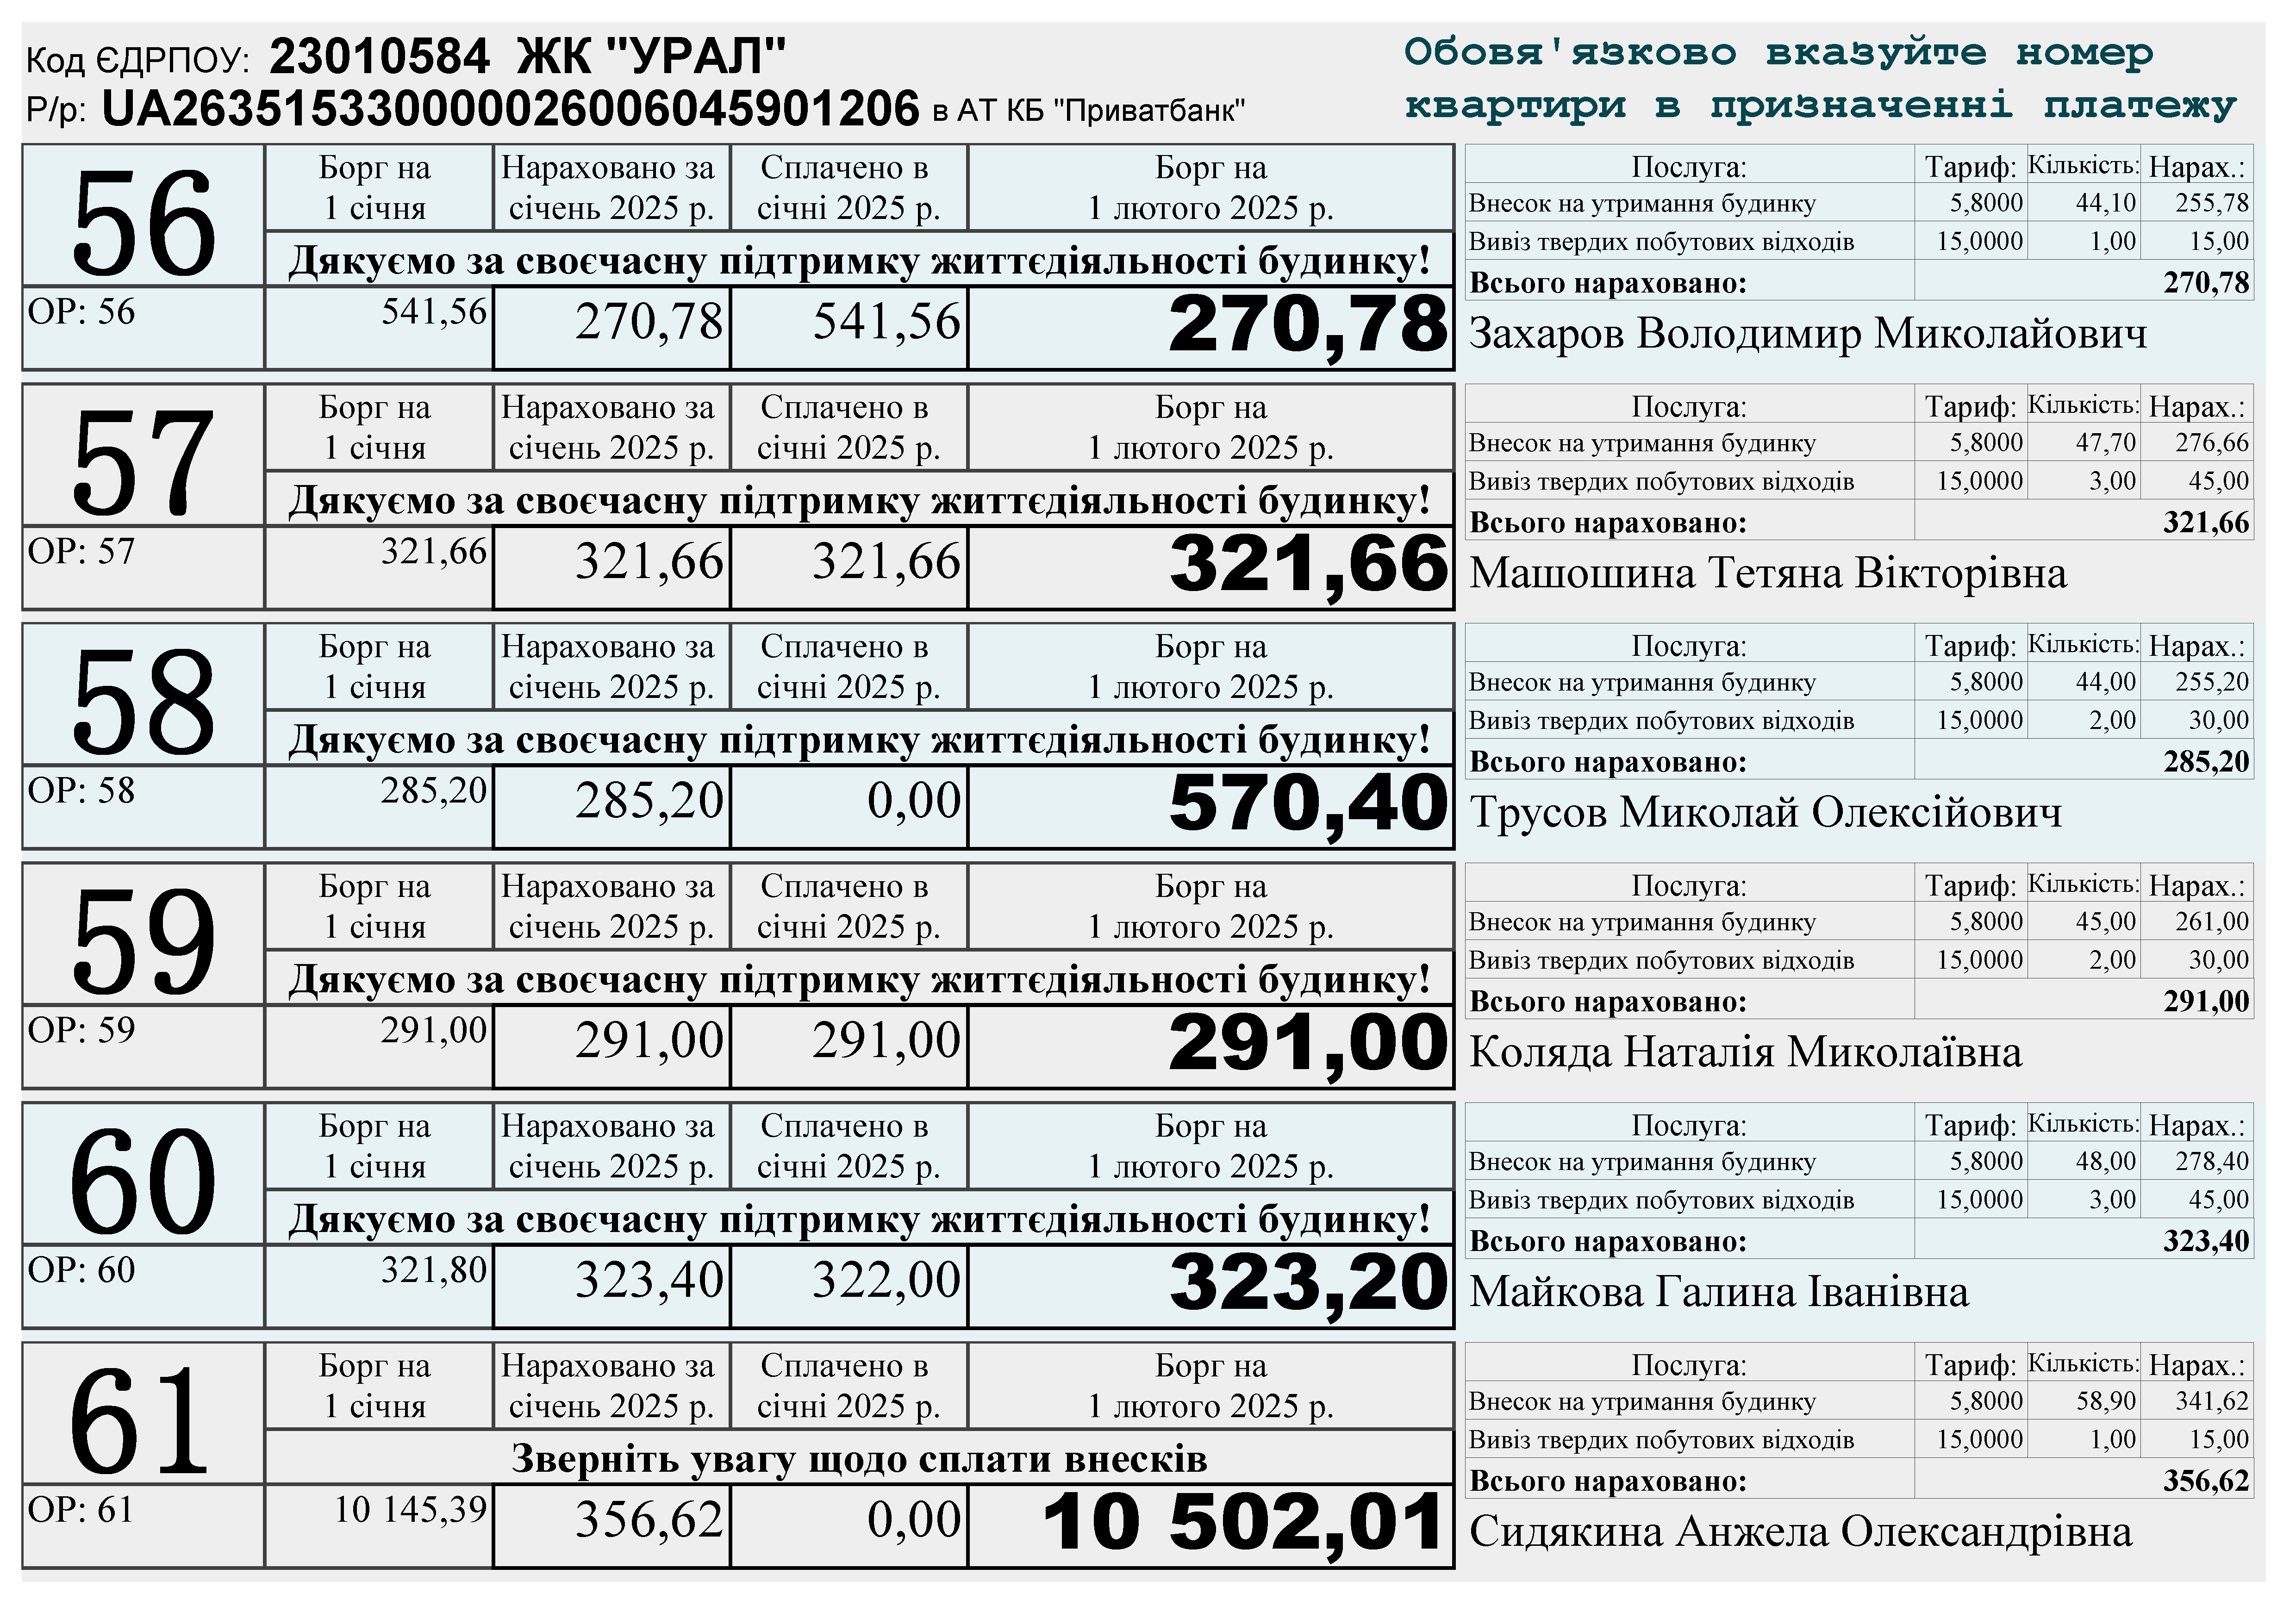 Код ЄДРПОУ: 23010584 ЖК "УРАЛ"
Р/р: UA263515330000026006045901206 в АТ КБ "Приватбанк"
Обовя'язково вказуйте номер
квартири в призначенні платежу
56
Борг на 1 січня
Нараховано за січень 2025 р.
Сплачено в січні 2025 р.
Борг на 1 лютого 2025 р.
Дякуємо за своєчасну підтримку життєдіяльності будинку!
ОР: 56 541,56 270,78 541,56 270,78
Послуга: Тариф: Кількість: Нарах.:
Внесок на утримання будинку 5,8000 44,10 255,78
Вивіз твердих побутових відходів 15,0000 1,00 15,00
Всього нараховано: 270,78
Захаров Володимир Миколайович
57
Борг на 1 січня
Нараховано за січень 2025 р.
Сплачено в січні 2025 р.
Борг на 1 лютого 2025 р.
Дякуємо за своєчасну підтримку життєдіяльності будинку!
ОР: 57 321,66 321,66 321,66 321,66
Послуга: Тариф: Кількість: Нарах.:
Внесок на утримання будинку 5,8000 47,70 276,66
Вивіз твердих побутових відходів 15,0000 3,00 45,00
Всього нараховано: 321,66
Машошина Тетяна Вікторівна
58
Борг на 1 січня
Нараховано за січень 2025 р.
Сплачено в січні 2025 р.
Борг на 1 лютого 2025 р.
Дякуємо за своєчасну підтримку життєдіяльності будинку!
ОР: 58 285,20 285,20 0,00 570,40
Послуга: Тариф: Кількість: Нарах.:
Внесок на утримання будинку 5,8000 44,00 255,20
Вивіз твердих побутових відходів 15,0000 2,00 30,00
Всього нараховано: 285,20
Трусов Миколай Олексійович
59
Борг на 1 січня
Нараховано за січень 2025 р.
Сплачено в січні 2025 р.
Борг на 1 лютого 2025 р.
Дякуємо за своєчасну підтримку життєдіяльності будинку!
ОР: 59 291,00 291,00 291,00 291,00
Послуга: Тариф: Кількість: Нарах.:
Внесок на утримання будинку 5,8000 45,00 261,00
Вивіз твердих побутових відходів 15,0000 2,00 30,00
Всього нараховано: 291,00
Коляда Наталія Миколаївна
60
Борг на 1 січня
Нараховано за січень 2025 р.
Сплачено в січні 2025 р.
Борг на 1 лютого 2025 р.
Дякуємо за своєчасну підтримку життєдіяльності будинку!
ОР: 60 321,80 323,40 322,00 323,20
Послуга: Тариф: Кількість: Нарах.:
Внесок на утримання будинку 5,8000 48,00 278,40
Вивіз твердих побутових відходів 15,0000 3,00 45,00
Всього нараховано: 323,40
Майкова Галина Іванівна
61
Борг на 1 січня
Нараховано за січень 2025 р.
Сплачено в січні 2025 р.
Борг на 1 лютого 2025 р.
Зверніть увагу щодо сплати внесків
ОР: 61 10 145,39 356,62 0,00 10 502,01
Послуга: Тариф: Кількість: Нарах.:
Внесок на утримання будинку 5,8000 58,90 341,62
Вивіз твердих побутових відходів 15,0000 1,00 15,00
Всього нараховано: 356,62
Сидякина Анжела Олександрівна